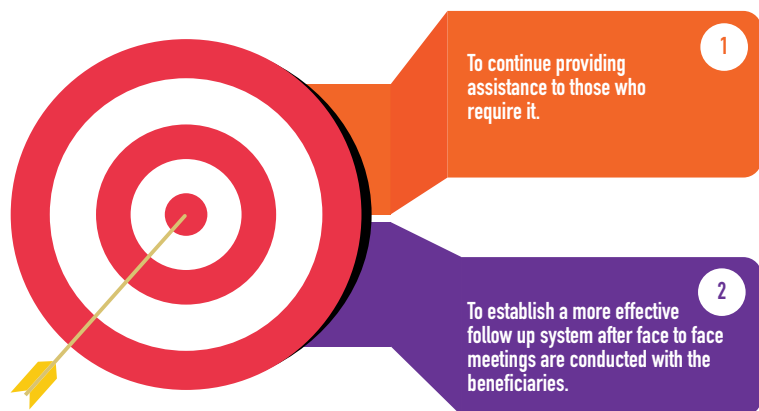 1
To continue providing
assistance to those who
require it.
2
To establish a more effective
follow up system after face to face
meetings are conducted with the
beneficiaries.